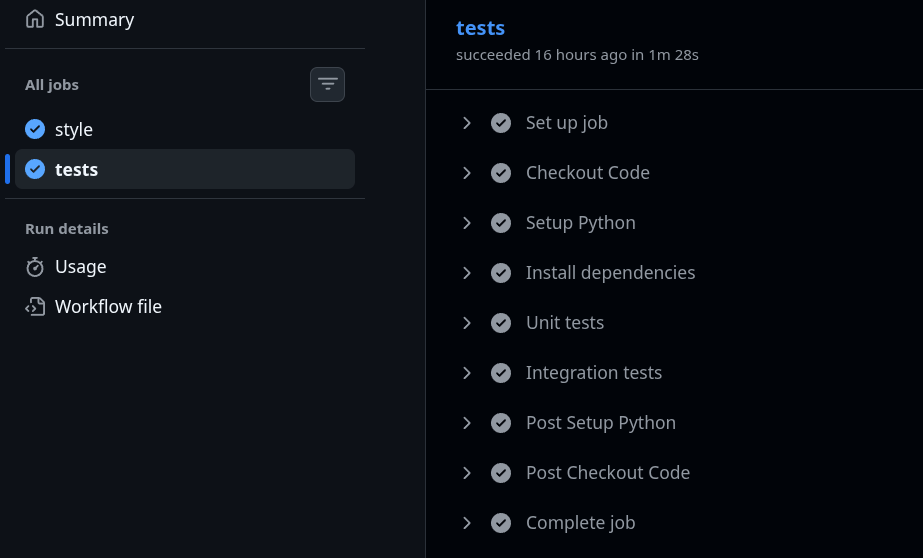 Summary
All jobs
style
tests
Run details
Usage
Workflow file
tests
succeeded 16 hours ago in 1m 28s
Set up job
Checkout Code
Setup Python
Install dependencies
Unit tests
Integration tests
Post Setup Python
Post Checkout Code
Complete job